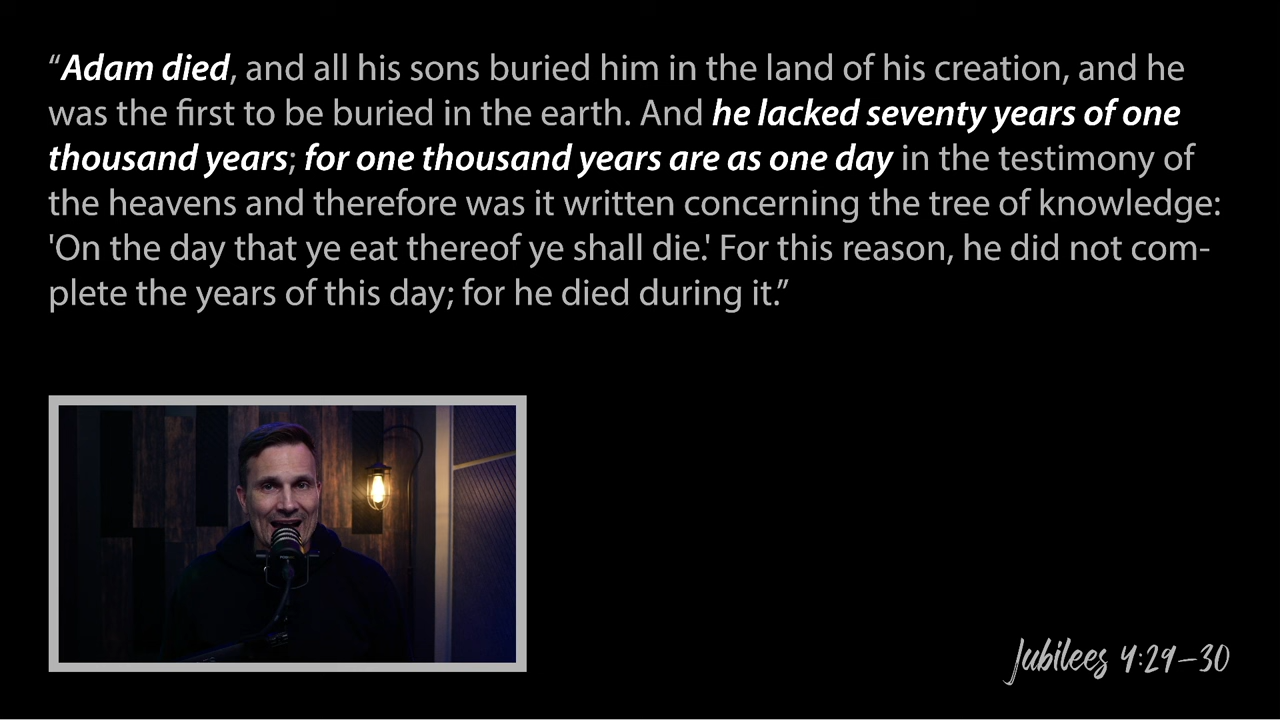 “Adam died, and all his sons buried him in the land of his creation, and he
was the first to be buried in the earth. And he lacked seventy years of one
thousand years; for one thousand years are as one day in the testimony of
the heavens and therefore was it written concerning the tree of knowledge:
'On the day that ye eat thereof ye shall die.' For this reason, he did not com-
plete the years of this day; for he died during it.”
Jubilees 4:29–30